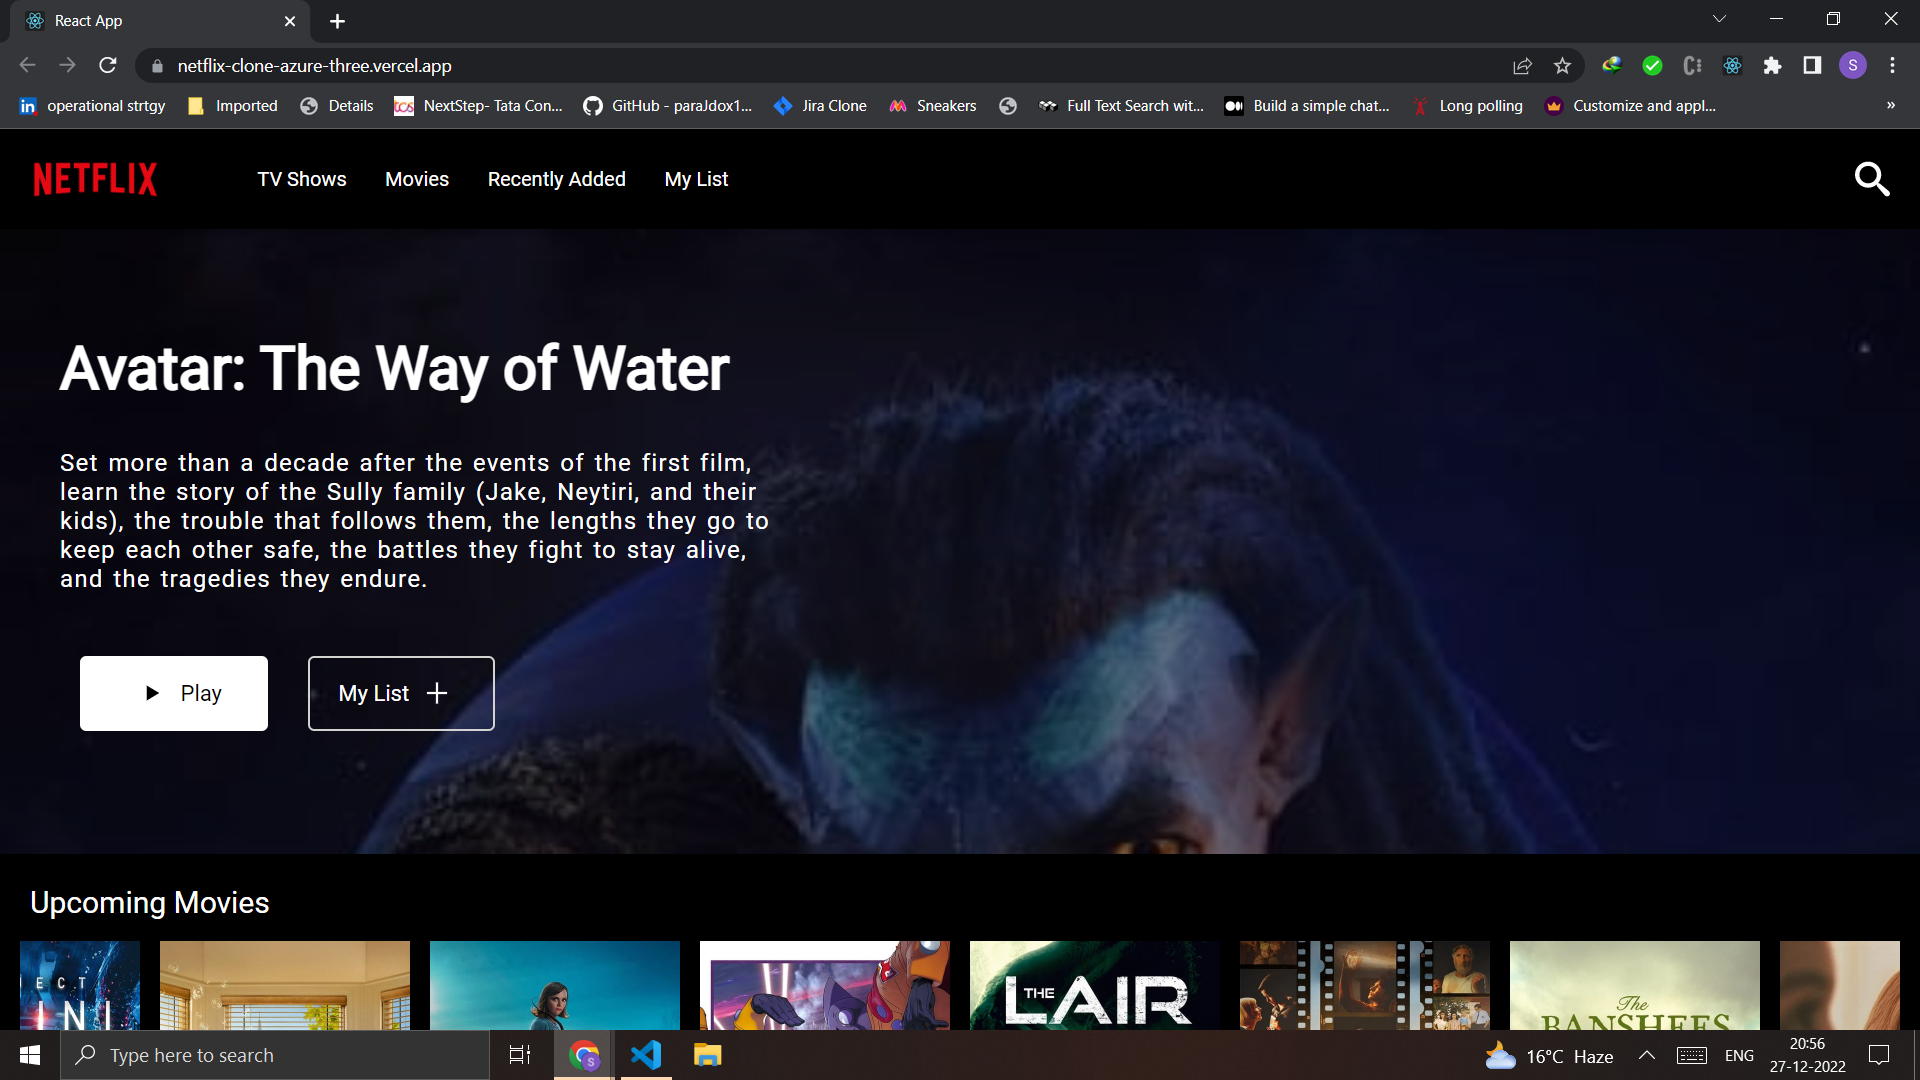 React App
netflix-clone-azure-three.vercel.app
S
operational strtgy
Imported
Details
NextStep- Tata Con...
GitHub - paraJdox1...
Jira Clone
Sneakers
Full Text Search wit...
Build a simple chat...
Long polling
Customize and appl...
»
NETFLIX
TV Shows
Movies
Recently Added
My List
Avatar: The Way of Water
Set more than a decade after the events of the first film,
learn the story of the Sully family (Jake, Neytiri, and their
kids), the trouble that follows them, the lengths they go to
keep each other safe, the battles they fight to stay alive,
and the tragedies they endure.
Play
My List
Upcoming Movies
ECT
INI
THE LAIR
The
BANSHEES
Type here to search
16°C Haze
ENG
20:56
27-12-2022